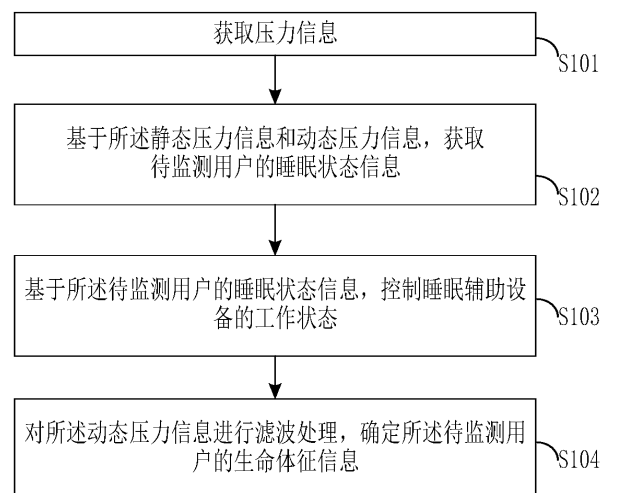 获取压力信息
S101
基于所述静态压力信息和动态压力信息，获取
待监测用户的睡眠状态信息
S102
基于所述待监测用户的睡眠状态信息，控制睡眠辅助设
备的工作状态
S103
对所述动态压力信息进行滤波处理，确定所述待监测用
户的生命体征信息
S104